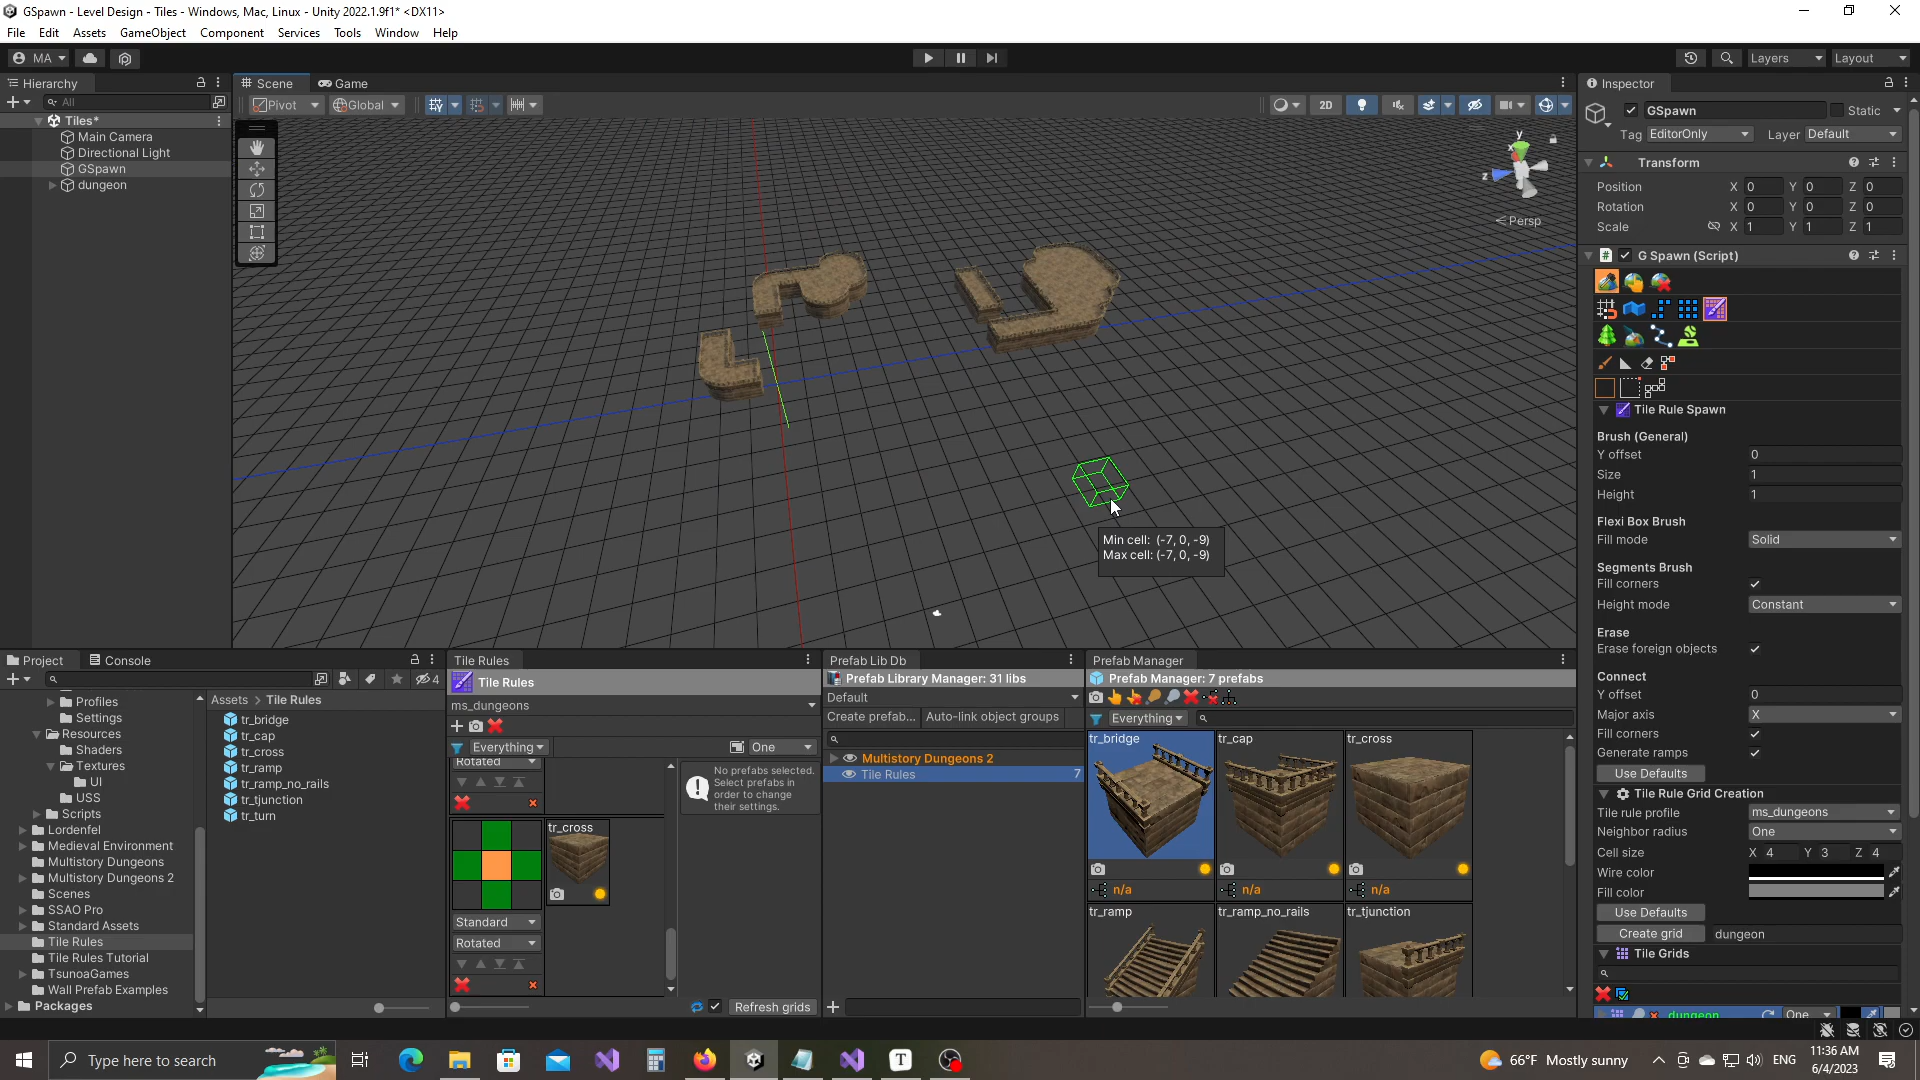 GSpawn - Level Design - Tiles - Windows, Mac, Linux - Unity 2022.1.9f1* <DX11>
File Edit Assets GameObject Component Services Tools Window Help
MA Layers Layout
Hierarchy
All
Tiles*
Main Camera
Directional Light
GSpawn
dungeon
Scene Game
Pivot Global 2D
y
x
z
Persp
Min cell: (-7, 0, -9)
Max cell: (-7, 0, -9)
Inspector
GSpawn Static
Tag EditorOnly Layer Default
Transform
Position X 0 Y 0 Z 0
Rotation X 0 Y 0 Z 0
Scale X 1 Y 1 Z 1
G Spawn (Script)
Tile Rule Spawn
Brush (General)
Y offset 0
Size 1
Height 1
Flexi Box Brush
Fill mode Solid
Segments Brush
Fill corners
Height mode Constant
Erase
Erase foreign objects
Connect
Y offset 0
Major axis X
Fill corners
Generate ramps
Use Defaults
Tile Rule Grid Creation
Tile rule profile ms_dungeons
Neighbor radius One
Cell size X 4 Y 3 Z 4
Wire color
Fill color
Use Defaults
Create grid dungeon
Tile Grids
dungeon One
Project Console
4
Profiles
Settings
Resources
Shaders
Textures
UI
USS
Scripts
Lordenfel
Medieval Environment
Multistory Dungeons
Multistory Dungeons 2
Scenes
SSAO Pro
Standard Assets
Tile Rules
Tile Rules Tutorial
TsunoaGames
Wall Prefab Examples
Packages
Assets > Tile Rules
tr_bridge
tr_cap
tr_cross
tr_ramp
tr_ramp_no_rails
tr_tjunction
tr_turn
Tile Rules
Tile Rules
ms_dungeons
Everything One
Rotated
tr_cross
Standard
Rotated
No prefabs selected.
Select prefabs in
order to change
their settings.
Refresh grids
Prefab Lib Db
Prefab Library Manager: 31 libs
Default
Create prefab... Auto-link object groups
Multistory Dungeons 2
Tile Rules 7
Prefab Manager
Prefab Manager: 7 prefabs
Everything
tr_bridge tr_cap tr_cross
n/a n/a n/a
tr_ramp tr_ramp_no_rails tr_tjunction
Type here to search
T
66°F Mostly sunny
ENG
11:36 AM
6/4/2023